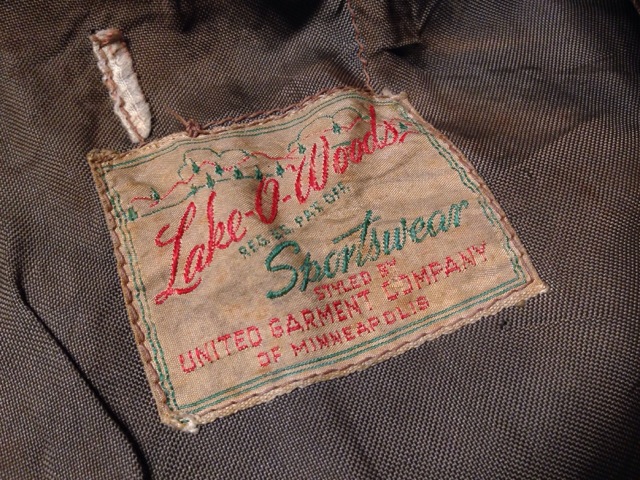 Lake-O-Woods
REG. U.S. PAT. OFF.
Sportswear
STYLED BY
UNITED GARMENT COMPANY
OF MINNEAPOLIS